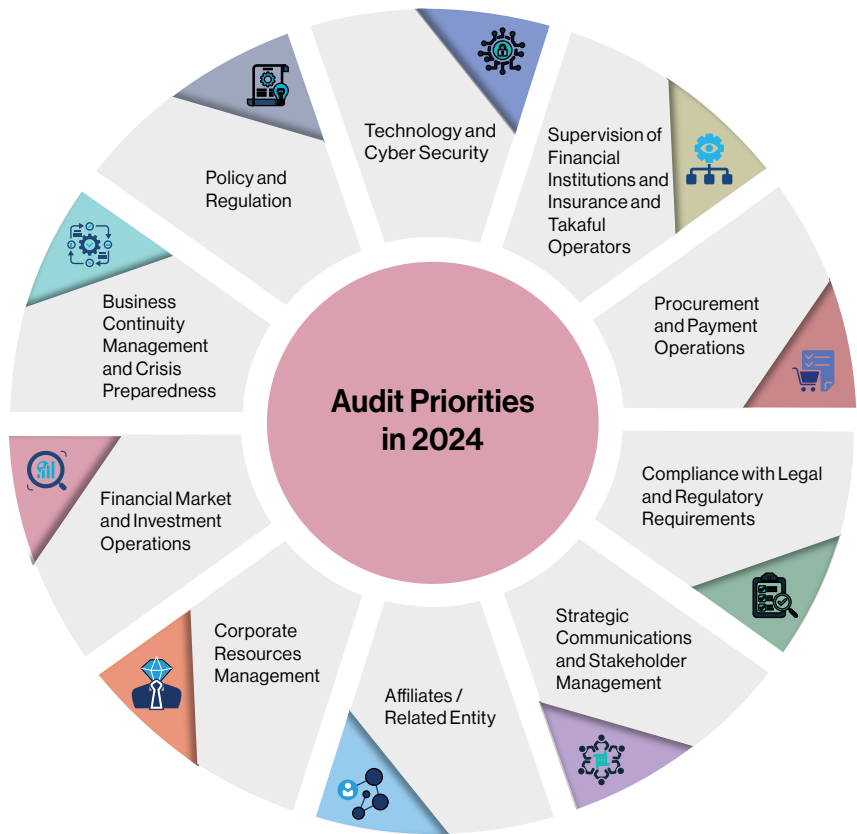 Audit Priorities
in 2024
Technology and
Cyber Security
Supervision of
Financial
Institutions and
Insurance and
Takaful
Operators
Procurement
and Payment
Operations
Compliance with Legal
and Regulatory
Requirements
Strategic
Communications
and Stakeholder
Management
Affiliates /
Related Entity
Corporate
Resources
Management
Financial Market
and Investment
Operations
Business
Continuity
Management
and Crisis
Preparedness
Policy and
Regulation